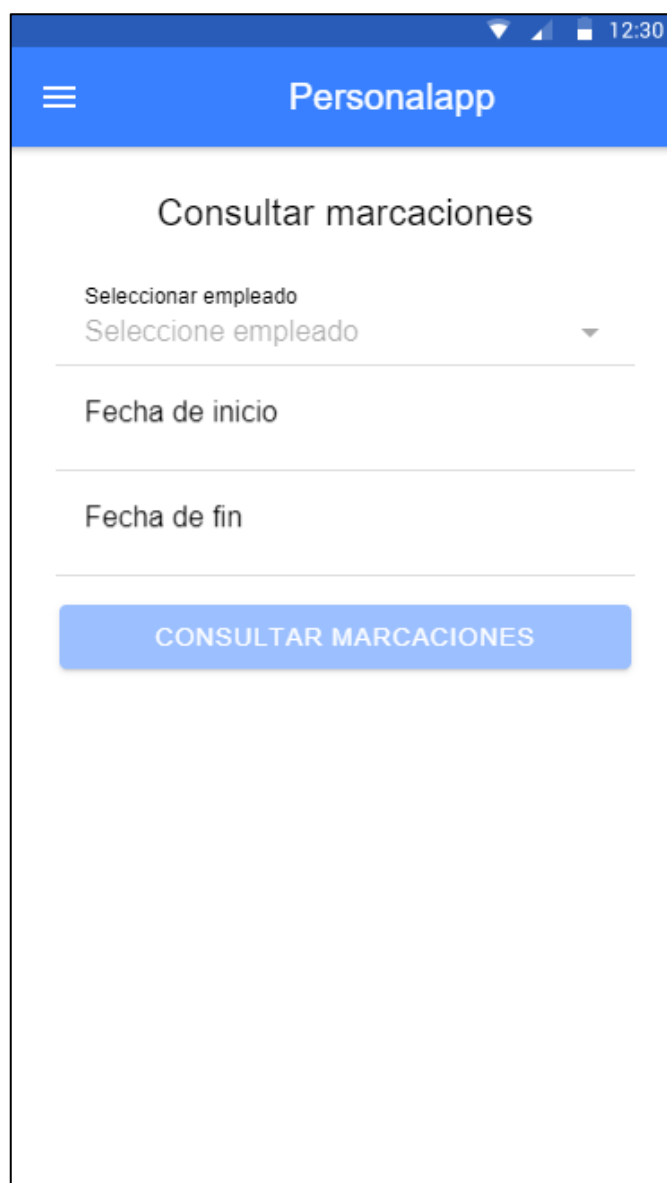 12:30
Personalapp
Consultar marcaciones
Seleccionar empleado
Seleccione empleado
Fecha de inicio
Fecha de fin
CONSULTAR MARCACIONES